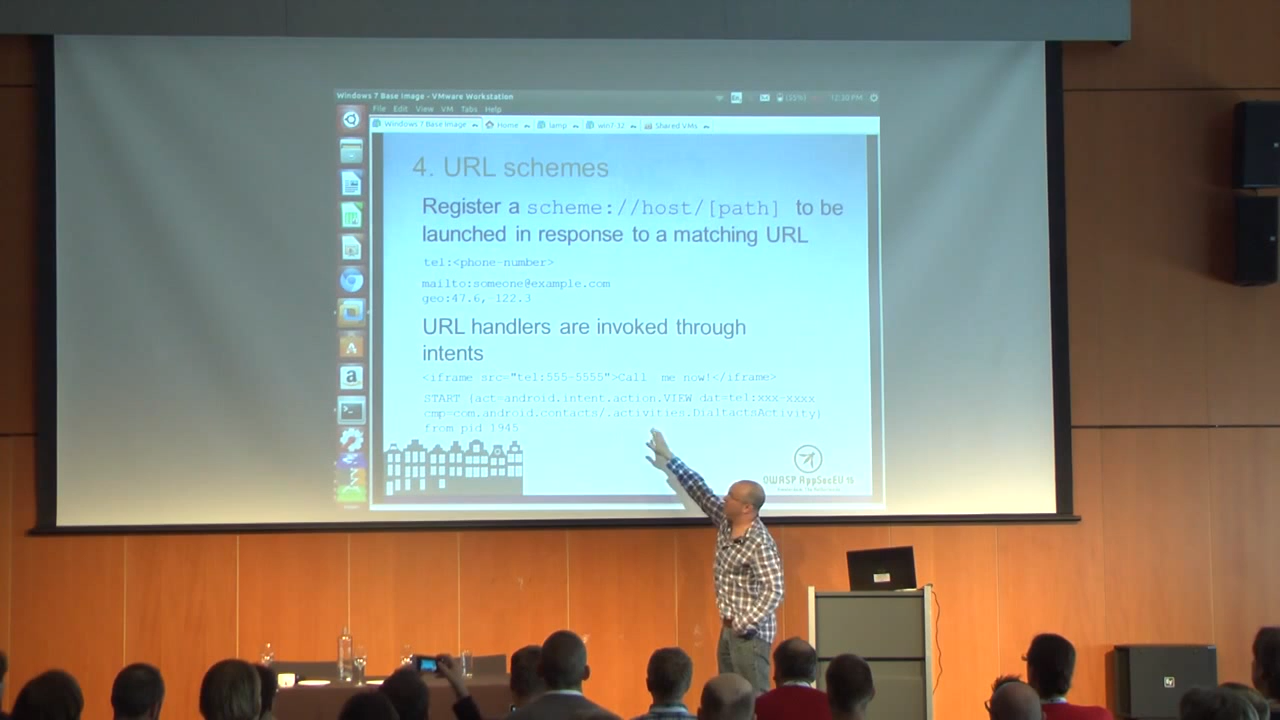 Windows 7 Base Image - VMware Workstation
12:30 PM
File Edit View VM Tabs Help
Windows 7 Base Image Home lamp win7-32 Shared VMs
4. URL schemes
Register a scheme://host/[path] to be
launched in response to a matching URL
tel:<phone-number>
mailto:someone@example.com
geo:47.6,-122.3
URL handlers are invoked through
intents
<iframe src="tel:555-5555">Call me now!</iframe>
START {act=android.intent.action.VIEW dat=tel:xxx-xxxx
cmp=com.android.contacts/.activities.DialtactsActivity}
from pid 1945
OWASP AppSecEU 15